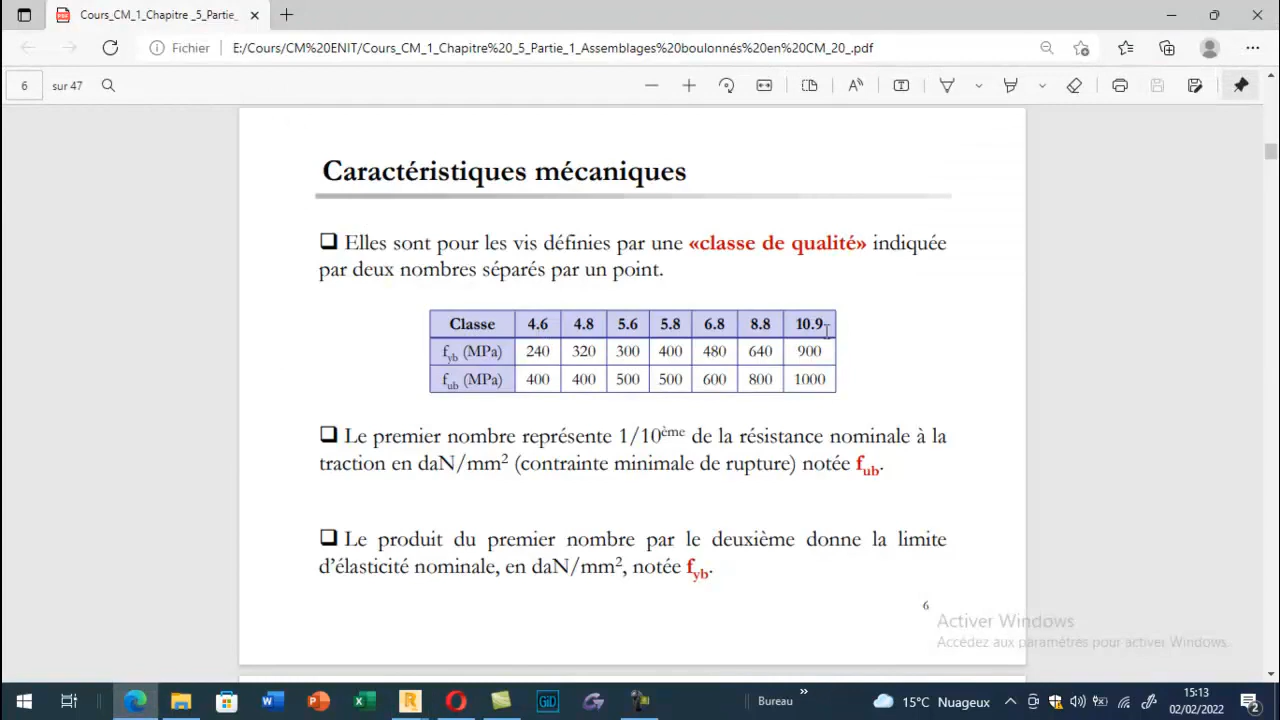 Cours_CM_1_Chapitre _5_Partie_
Fichier
E:/Cours/CM%20ENIT/Cours_CM_1_Chapitre%20_5_Partie_1_Assemblages%20boulonnés%20en%20CM_20_.pdf
6 sur 47
Caractéristiques mécaniques
❑ Elles sont pour les vis définies par une «classe de qualité» indiquée
par deux nombres séparés par un point.
Classe 4.6 4.8 5.6 5.8 6.8 8.8 10.9
fyb (MPa) 240 320 300 400 480 640 900
fub (MPa) 400 400 500 500 600 800 1000
❑ Le premier nombre représente 1/10ème de la résistance nominale à la
traction en daN/mm² (contrainte minimale de rupture) notée fub.
❑ Le produit du premier nombre par le deuxième donne la limite
d'élasticité nominale, en daN/mm², notée fyb.
6
Activer Windows
Accédez aux paramètres pour activer Windows.
Bureau
15°C Nuageux
15:13
02/02/2022
2